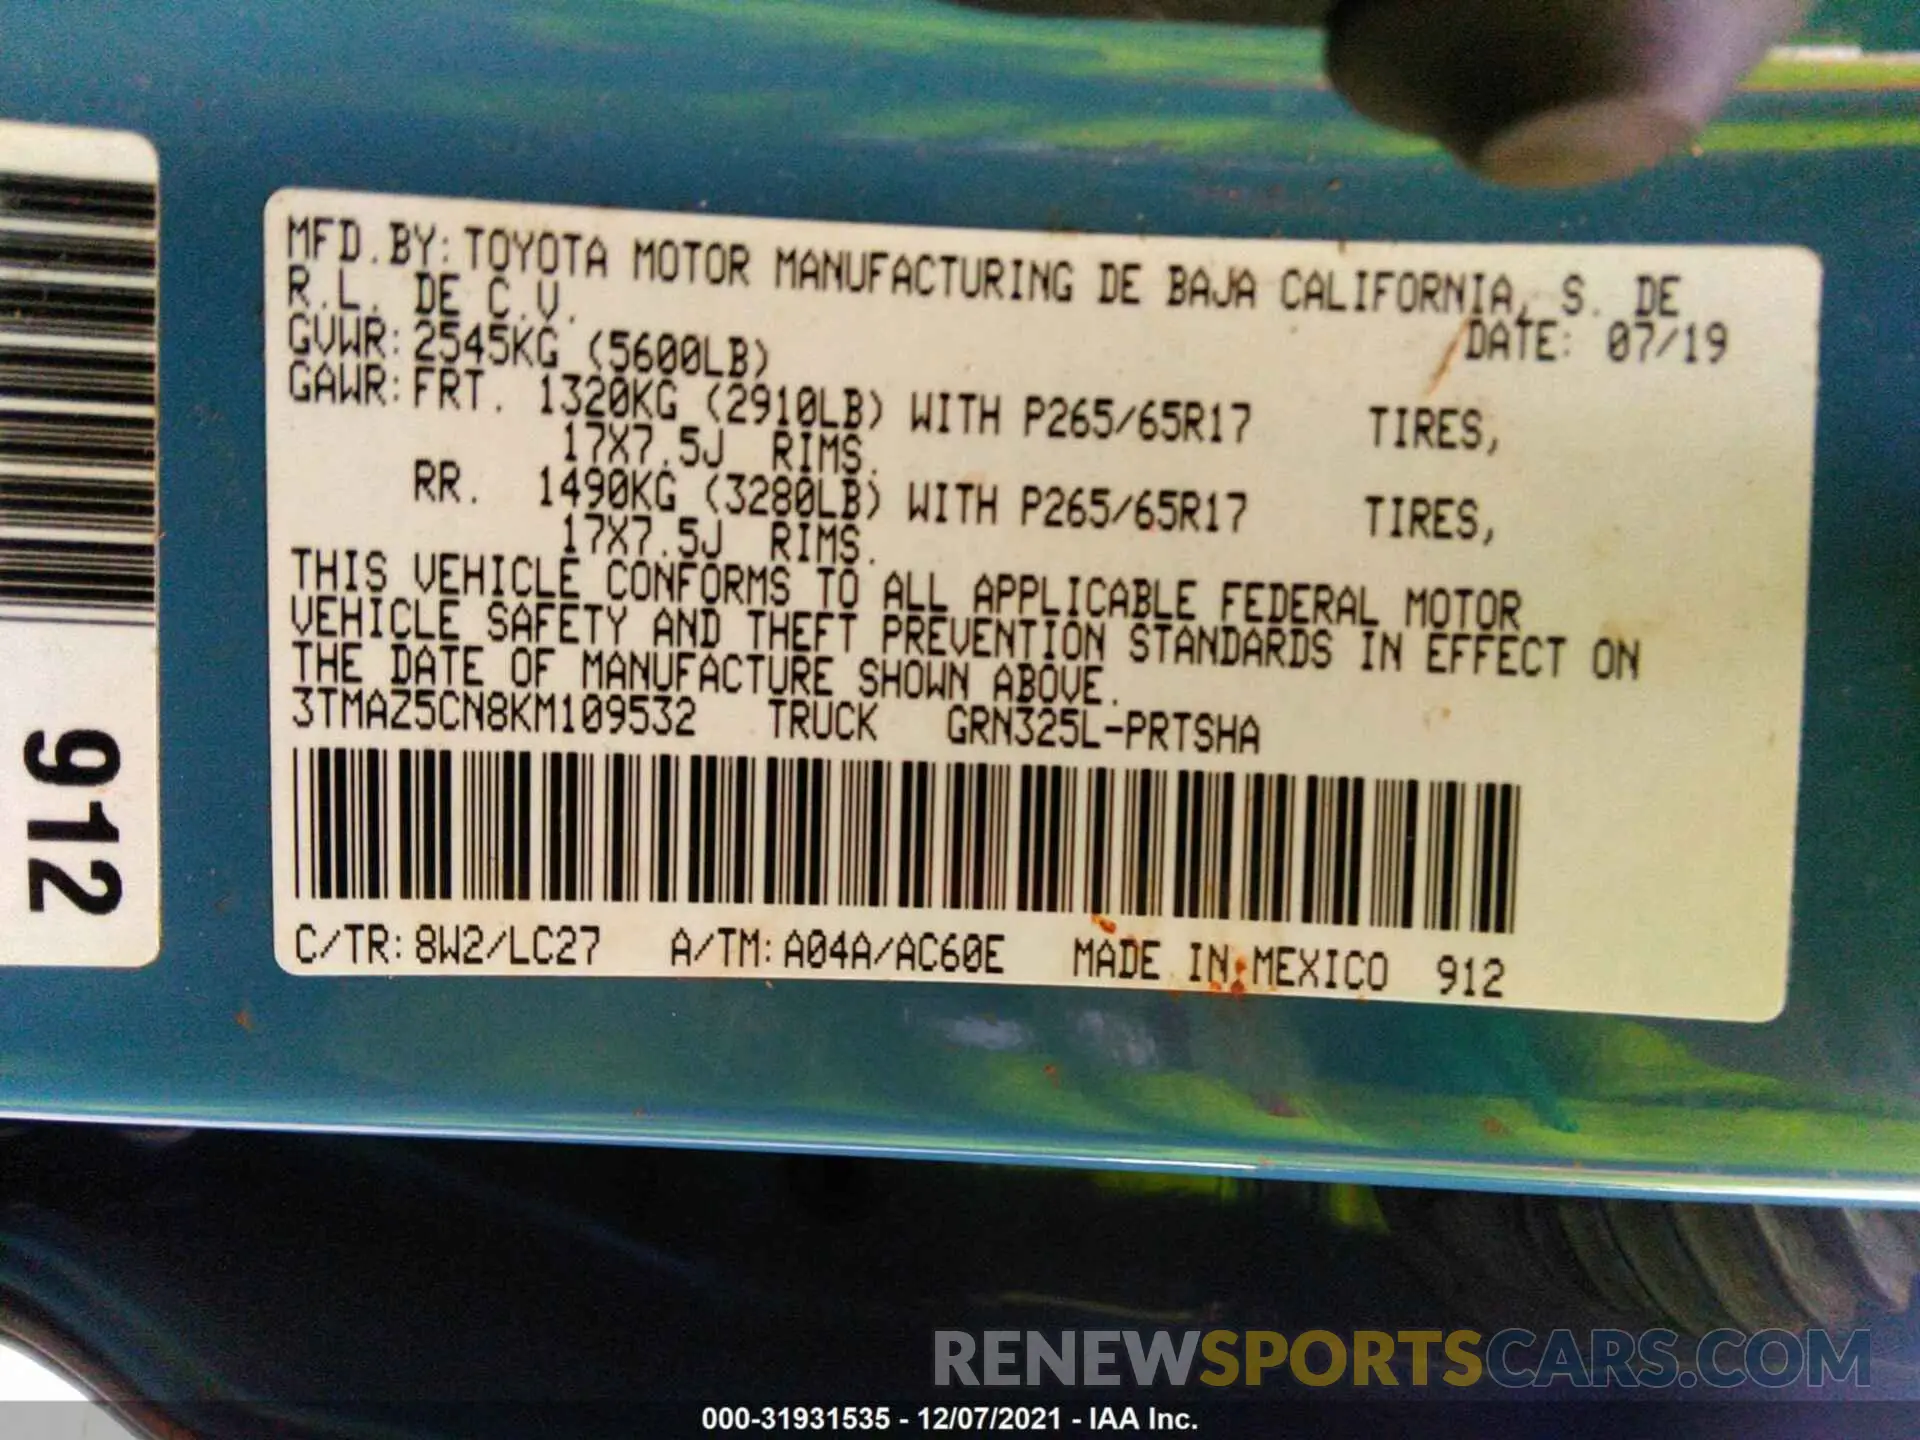 MFD.BY: TOYOTA MOTOR MANUFACTURING DE BAJA CALIFORNIA, S. DE
R.L. DE C.V.
DATE: 07/19
GVWR: 2545KG (5600LB)
GAWR: FRT. 1320KG (2910LB) WITH P265/65R17 TIRES,
17X7.5J RIMS.
RR. 1490KG (3280LB) WITH P265/65R17 TIRES,
17X7.5J RIMS.
THIS VEHICLE CONFORMS TO ALL APPLICABLE FEDERAL MOTOR
VEHICLE SAFETY AND THEFT PREVENTION STANDARDS IN EFFECT ON
THE DATE OF MANUFACTURE SHOWN ABOVE.
3TMAZ5CN8KM109532 TRUCK GRN325L-PRTSHA
C/TR: 8W2/LC27 A/TM: A04A/AC60E MADE IN MEXICO 912
912
RENEWSPORTSCARS.COM
000-31931535 - 12/07/2021 - IAA Inc.